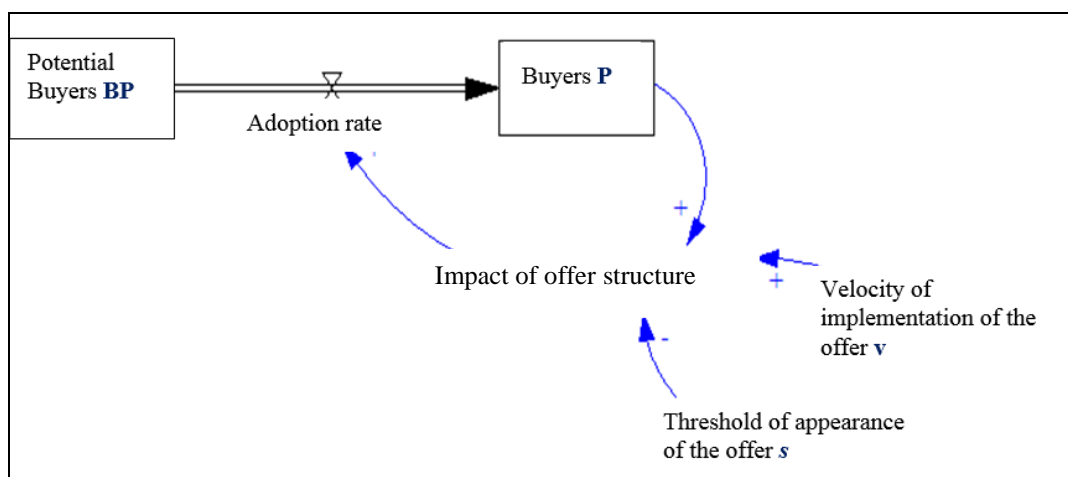 Potential
Buyers BP
Buyers P
Adoption rate
+
Impact of offer structure
+
Velocity of
implementation of the
offer v
-
Threshold of appearance
of the offer s